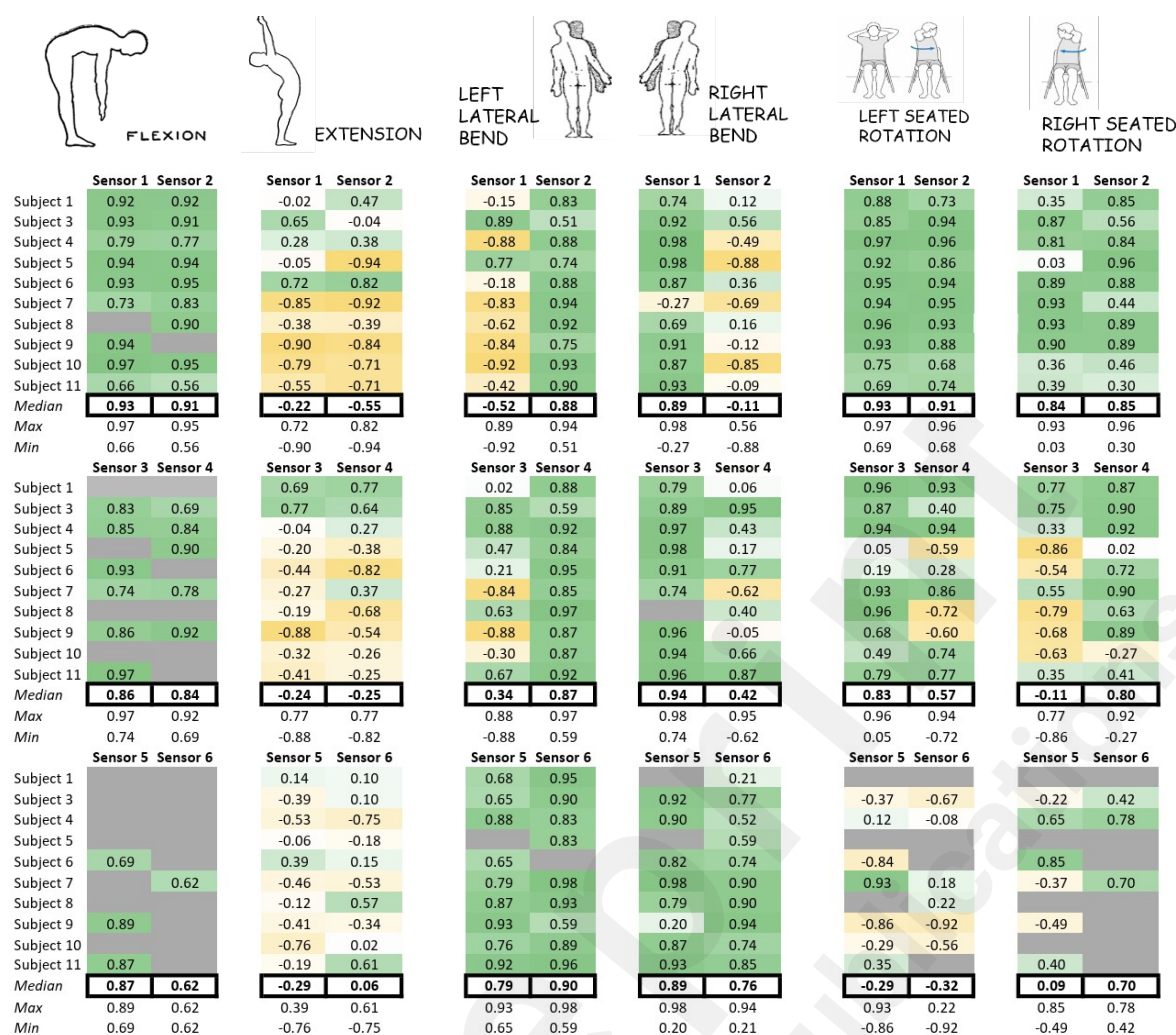 FLEXION
EXTENSION
LEFT
LATERAL
BEND
RIGHT
LATERAL
BEND
LEFT SEATED
ROTATION
RIGHT SEATED
ROTATION
Sensor 1 Sensor 2 Sensor 1 Sensor 2 Sensor 1 Sensor 2 Sensor 1 Sensor 2 Sensor 1 Sensor 2 Sensor 1 Sensor 2
Subject 1 0.92 0.92 -0.02 0.47 -0.15 0.83 0.74 0.12 0.88 0.73 0.35 0.85
Subject 3 0.93 0.91 0.65 -0.04 0.89 0.51 0.92 0.56 0.85 0.94 0.87 0.56
Subject 4 0.79 0.77 0.28 0.38 -0.88 0.88 0.98 -0.49 0.97 0.96 0.81 0.84
Subject 5 0.94 0.94 -0.05 -0.94 0.77 0.74 0.98 -0.88 0.92 0.86 0.03 0.96
Subject 6 0.93 0.95 0.72 0.82 -0.18 0.88 0.87 0.36 0.95 0.94 0.89 0.88
Subject 7 0.73 0.83 -0.85 -0.92 -0.83 0.94 -0.27 -0.69 0.94 0.95 0.93 0.44
Subject 8 0.90 -0.38 -0.39 -0.62 0.92 0.69 0.16 0.96 0.93 0.93 0.89
Subject 9 0.94 -0.90 -0.84 -0.84 0.75 0.91 -0.12 0.93 0.88 0.90 0.89
Subject 10 0.97 0.95 -0.79 -0.71 -0.92 0.93 0.87 -0.85 0.75 0.68 0.36 0.46
Subject 11 0.66 0.56 -0.55 -0.71 -0.42 0.90 0.93 -0.09 0.69 0.74 0.39 0.30
Median 0.93 0.91 -0.22 -0.55 -0.52 0.88 0.89 -0.11 0.93 0.91 0.84 0.85
Max 0.97 0.95 0.72 0.82 0.89 0.94 0.98 0.56 0.97 0.96 0.93 0.96
Min 0.66 0.56 -0.90 -0.94 -0.92 0.51 -0.27 -0.88 0.69 0.68 0.03 0.30
Sensor 3 Sensor 4 Sensor 3 Sensor 4 Sensor 3 Sensor 4 Sensor 3 Sensor 4 Sensor 3 Sensor 4 Sensor 3 Sensor 4
Subject 1 0.69 0.77 0.02 0.88 0.79 0.06 0.96 0.93 0.77 0.87
Subject 3 0.83 0.69 0.77 0.64 0.85 0.59 0.89 0.95 0.87 0.40 0.75 0.90
Subject 4 0.85 0.84 -0.04 0.27 0.88 0.92 0.97 0.43 0.94 0.94 0.33 0.92
Subject 5 0.90 -0.20 -0.38 0.47 0.84 0.98 0.17 0.05 -0.59 -0.86 0.02
Subject 6 0.93 -0.44 -0.82 0.21 0.95 0.91 0.77 0.19 0.28 -0.54 0.72
Subject 7 0.74 0.78 -0.27 0.37 -0.84 0.85 0.74 -0.62 0.93 0.86 0.55 0.90
Subject 8 -0.19 -0.68 0.63 0.97 0.40 0.96 -0.72 -0.79 0.63
Subject 9 0.86 0.92 -0.88 -0.54 -0.88 0.87 0.96 -0.05 0.68 -0.60 -0.68 0.89
Subject 10 -0.32 -0.26 -0.30 0.87 0.94 0.66 0.49 0.74 -0.63 -0.27
Subject 11 0.97 -0.41 -0.25 0.67 0.92 0.96 0.87 0.79 0.77 0.35 0.41
Median 0.86 0.84 -0.24 -0.25 0.34 0.87 0.94 0.42 0.83 0.57 -0.11 0.80
Max 0.97 0.92 0.77 0.77 0.88 0.97 0.98 0.95 0.96 0.94 0.77 0.92
Min 0.74 0.69 -0.88 -0.82 -0.88 0.59 0.74 -0.62 0.05 -0.72 -0.86 -0.27
Sensor 5 Sensor 6 Sensor 5 Sensor 6 Sensor 5 Sensor 6 Sensor 5 Sensor 6 Sensor 5 Sensor 6 Sensor 5 Sensor 6
Subject 1 0.14 0.10 0.68 0.95 0.21
Subject 3 -0.39 0.10 0.65 0.90 0.92 0.77 -0.37 -0.67 -0.22 0.42
Subject 4 -0.53 -0.75 0.88 0.83 0.90 0.52 0.12 -0.08 0.65 0.78
Subject 5 -0.06 -0.18 0.83 0.59
Subject 6 0.69 0.39 0.15 0.65 0.82 0.74 -0.84 0.85
Subject 7 0.62 -0.46 -0.53 0.79 0.98 0.98 0.90 0.93 0.18 -0.37 0.70
Subject 8 -0.12 0.57 0.87 0.93 0.79 0.90 0.22
Subject 9 0.89 -0.41 -0.34 0.93 0.59 0.20 0.94 -0.86 -0.92 -0.49
Subject 10 -0.76 0.02 0.76 0.89 0.87 0.74 -0.29 -0.56
Subject 11 0.87 -0.19 0.61 0.92 0.96 0.93 0.85 0.35 0.40
Median 0.87 0.62 -0.29 0.06 0.79 0.90 0.89 0.76 -0.29 -0.32 0.09 0.70
Max 0.89 0.62 0.39 0.61 0.93 0.98 0.98 0.94 0.93 0.22 0.85 0.78
Min 0.69 0.62 -0.76 -0.75 0.65 0.59 0.20 0.21 -0.86 -0.92 -0.49 0.42